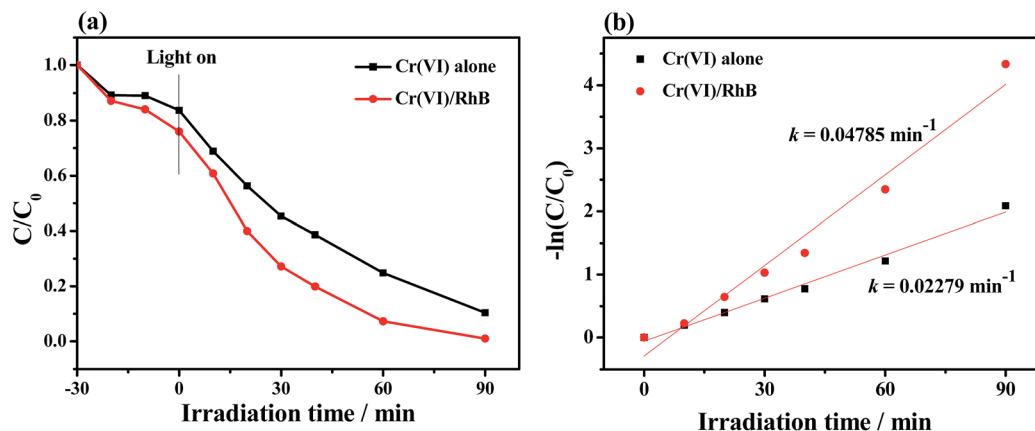 (a)
Light on
Cr(VI) alone
Cr(VI)/RhB
1.0
0.8
0.6
0.4
0.2
0.0
C/C₀
-30
0
30
60
90
Irradiation time / min
(b)
Cr(VI) alone
Cr(VI)/RhB
k = 0.04785 min⁻¹
k = 0.02279 min⁻¹
4
3
2
1
0
-ln(C/C₀)
0
30
60
90
Irradiation time / min